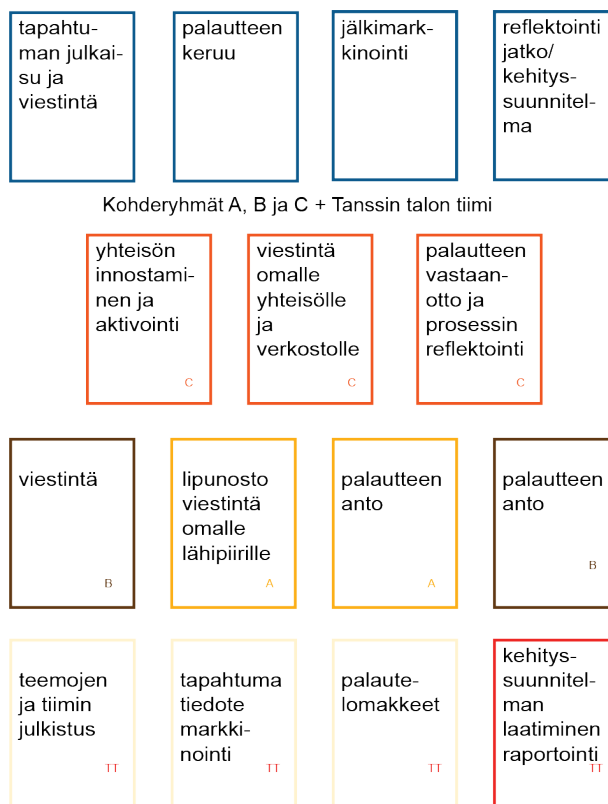 tapahtu-
man julkai-
su ja
viestintä
palautteen
keruu
jälkimark-
kinointi
reflektointi
jatko/
kehitys-
suunnitel-
ma
Kohderyhmät A, B ja C + Tanssin talon tiimi
yhteisön
innostami-
nen ja
aktivointi
C
viestintä
omalle
yhteisölle
ja
verkostolle
C
palautteen
vastaan-
otto ja
prosessin
reflektointi
C
viestintä
B
lipunosto
viestintä
omalle
lähipiirille
A
palautteen
anto
A
palautteen
anto
B
teemojen
ja tiimin
julkistus
TT
tapahtuma
tiedote
markki-
nointi
TT
palaute-
lomakkeet
TT
kehitys-
suunnitel-
man
laatiminen
raportointi
TT